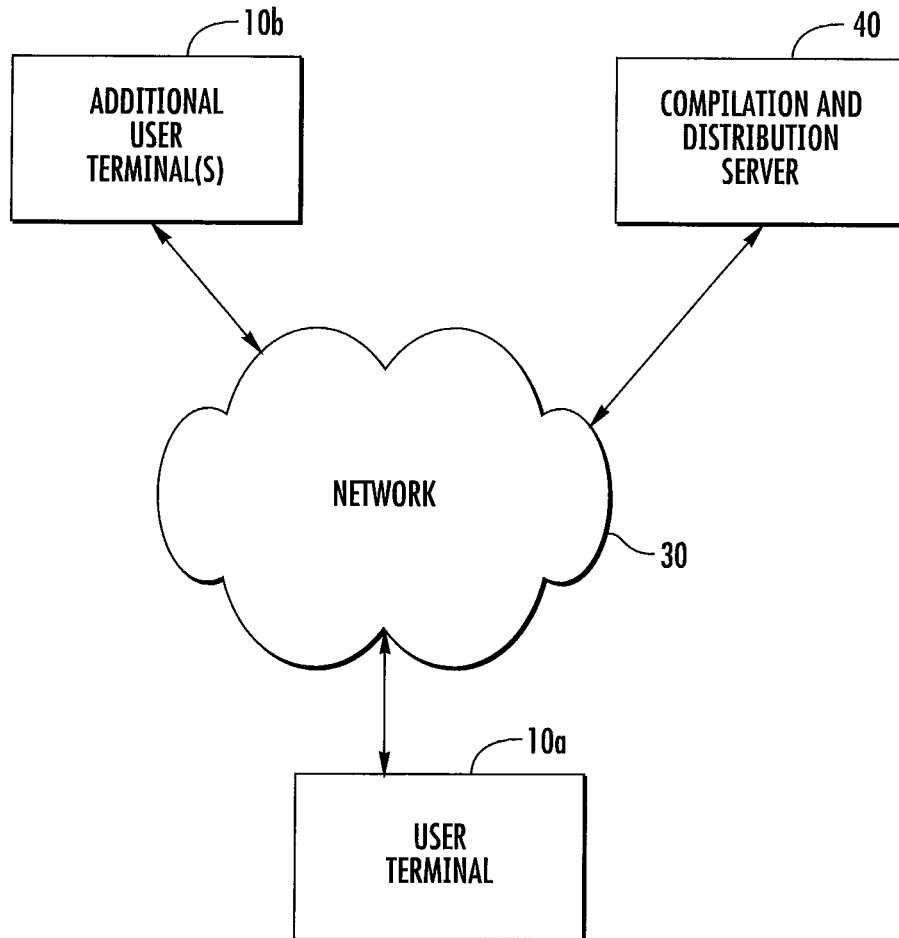 10b
40
ADDITIONAL
USER
TERMINAL(S)
COMPILATION AND
DISTRIBUTION
SERVER
NETWORK
30
10a
USER
TERMINAL